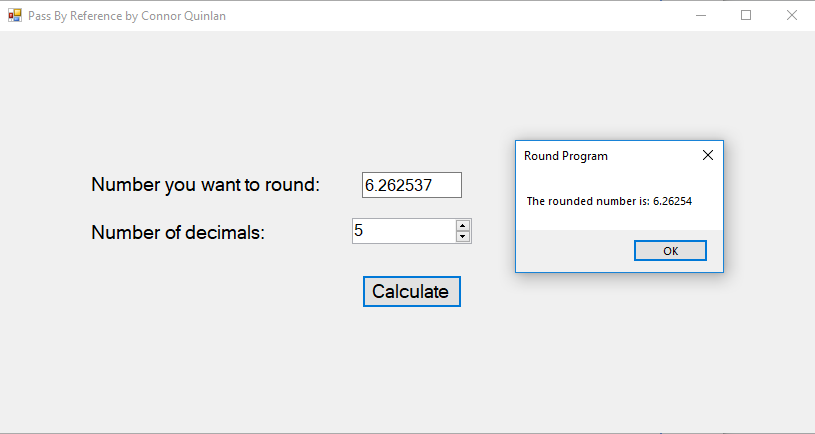 Pass By Reference by Connor Quinlan
Round Program
Number you want to round: 6.262537
The rounded number is: 6.26254
Number of decimals: 5
OK
Calculate